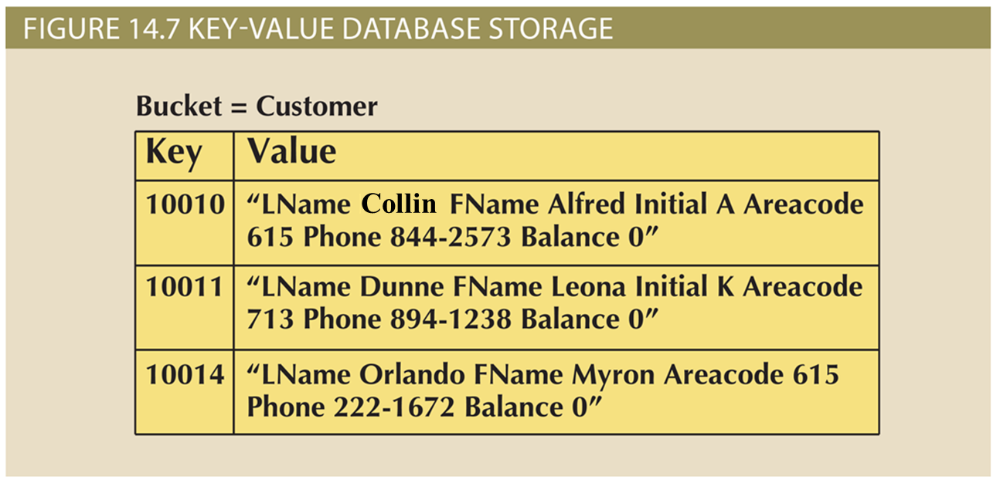 FIGURE 14.7 KEY-VALUE DATABASE STORAGE
Bucket = Customer
Key Value
10010 “LName Collin FName Alfred Initial A Areacode
615 Phone 844-2573 Balance 0”
10011 “LName Dunne FName Leona Initial K Areacode
713 Phone 894-1238 Balance 0”
10014 “LName Orlando FName Myron Areacode 615
Phone 222-1672 Balance 0”